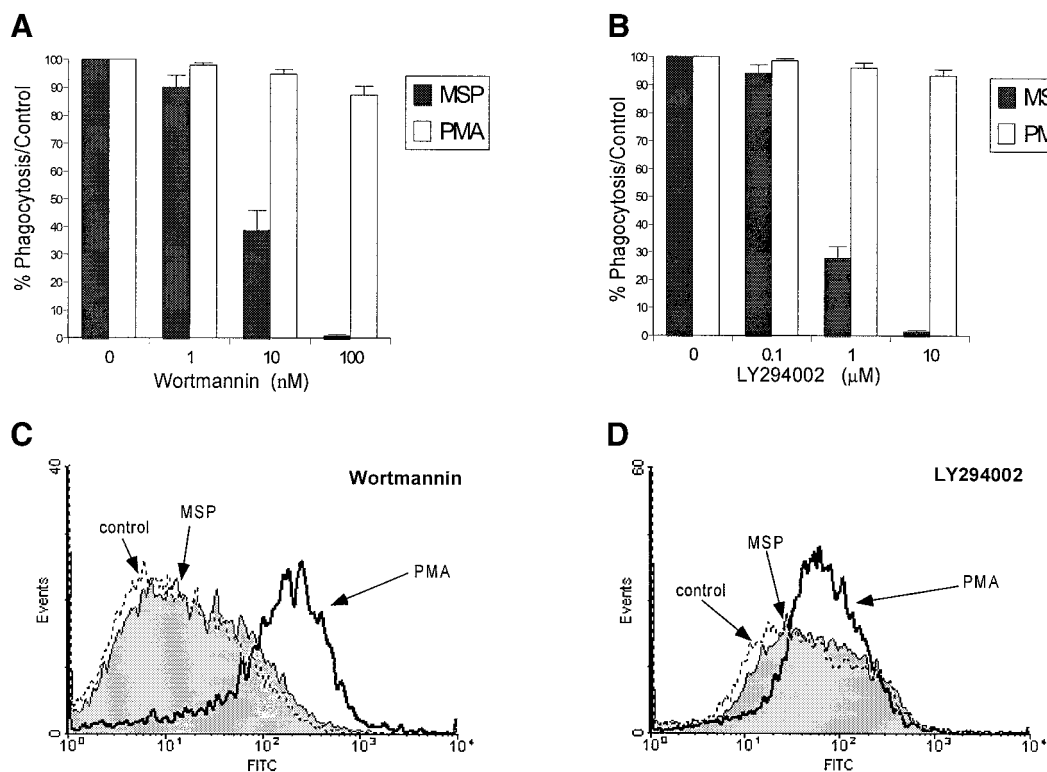 A
% Phagocytosis/Control
100
90
80
70
60
50
40
30
20
10
0
0 1 10 100
Wortmannin (nM)
MSP
PMA
B
% Phagocytosis/Control
100
90
80
70
60
50
40
30
20
10
0
0 0.1 1 10
LY294002 (μM)
MS
PM
C
Wortmannin
40
Events
0
control
MSP
PMA
10⁰ 10¹ 10² 10³ 10⁴
FITC
D
LY294002
60
Events
0
control
MSP
PMA
10⁰ 10¹ 10² 10³ 10⁴
FITC